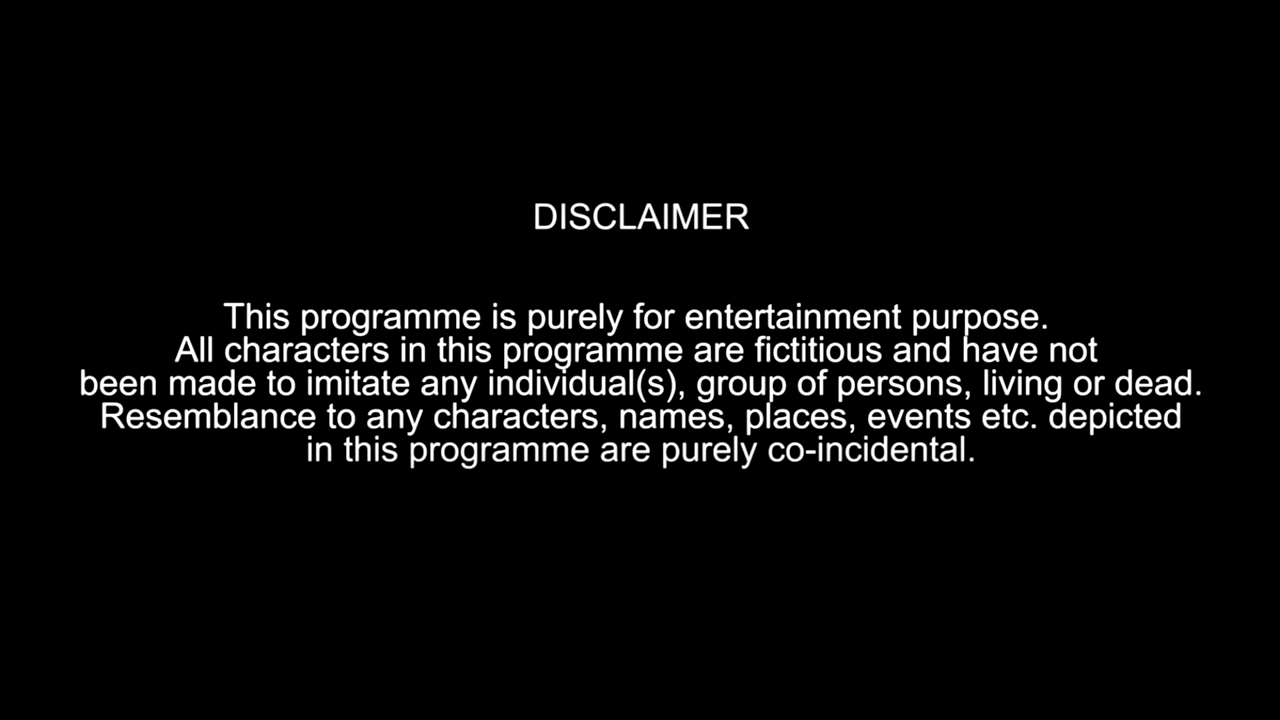 DISCLAIMER
This programme is purely for entertainment purpose.
All characters in this programme are fictitious and have not
been made to imitate any individual(s), group of persons, living or dead.
Resemblance to any characters, names, places, events etc. depicted
in this programme are purely co-incidental.